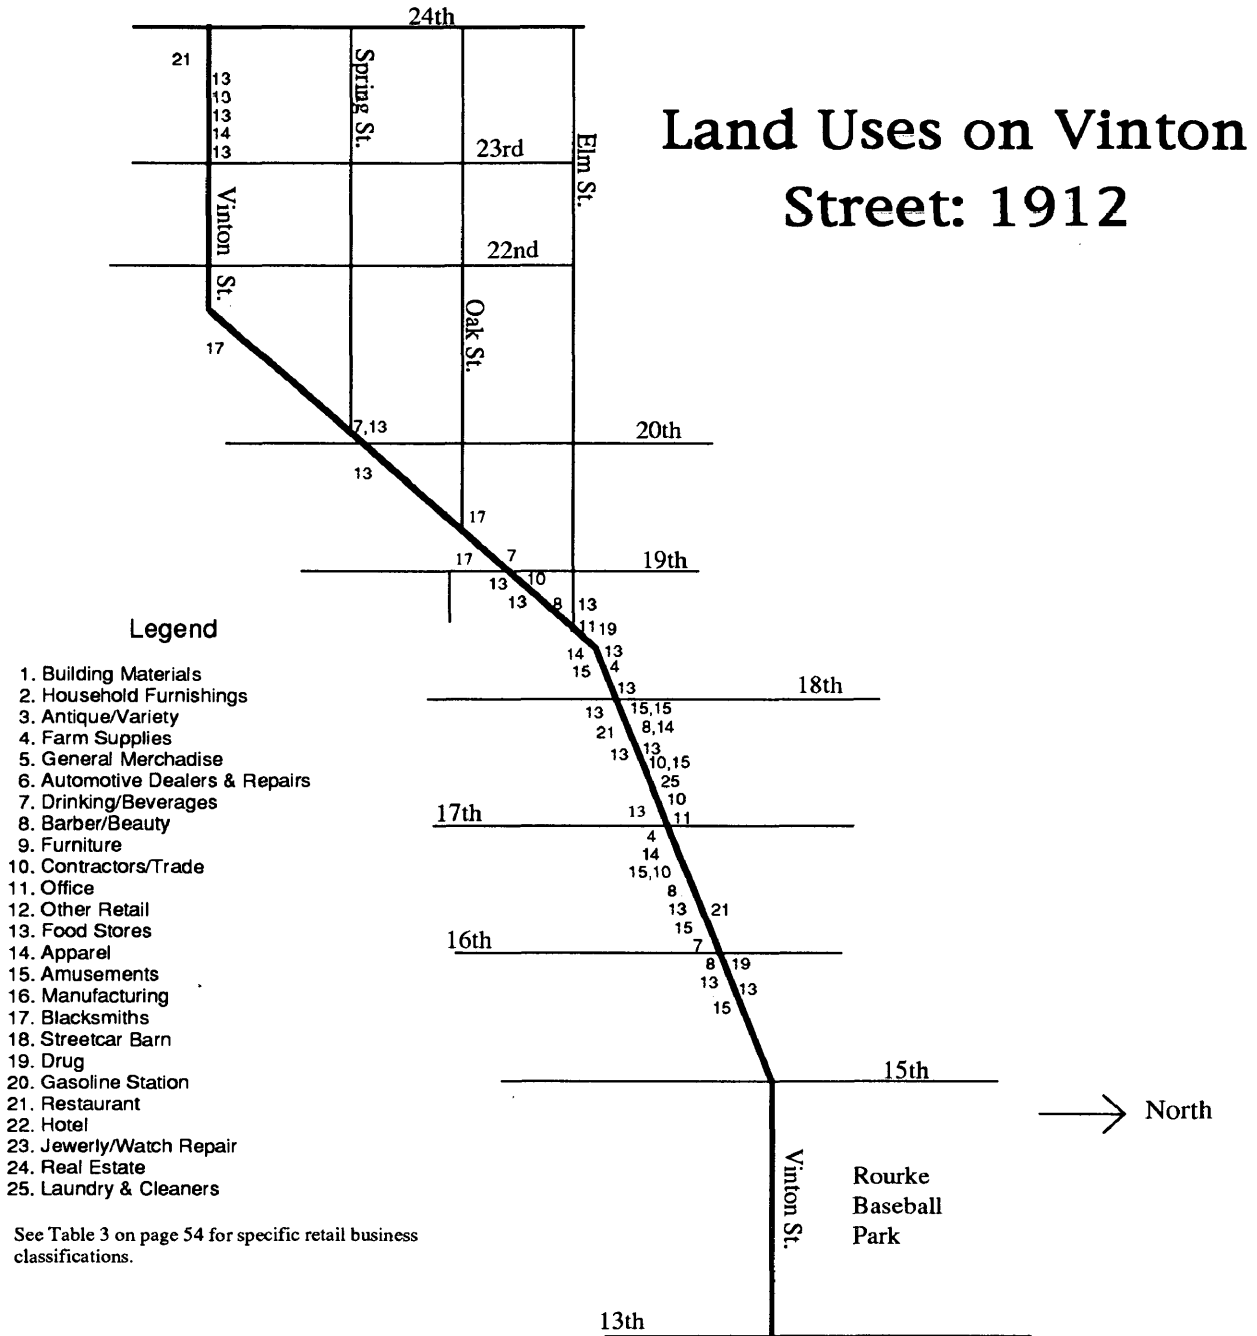 24th
21
13
13
13
14
13
Spring St.
23rd
Elm St.
Land Uses on Vinton
Street: 1912
Vinton St.
22nd
Oak St.
17
7,13
20th
13
17
17
7
19th
13
10
13
8
13
11
19
14
13
15
4
13
18th
13
15,15
21
8,14
13
13
10,15
25
10
17th
13
11
4
14
15,10
8
13
21
15
16th
7
8
19
13
13
15
15th
North
Vinton St.
Rourke
Baseball
Park
13th
Legend
1. Building Materials
2. Household Furnishings
3. Antique/Variety
4. Farm Supplies
5. General Merchadise
6. Automotive Dealers & Repairs
7. Drinking/Beverages
8. Barber/Beauty
9. Furniture
10. Contractors/Trade
11. Office
12. Other Retail
13. Food Stores
14. Apparel
15. Amusements
16. Manufacturing
17. Blacksmiths
18. Streetcar Barn
19. Drug
20. Gasoline Station
21. Restaurant
22. Hotel
23. Jewerly/Watch Repair
24. Real Estate
25. Laundry & Cleaners
See Table 3 on page 54 for specific retail business
classifications.